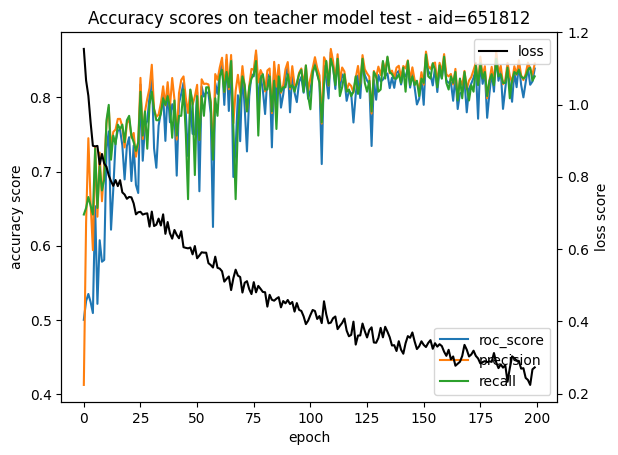 Accuracy scores on teacher model test - aid=651812
accuracy score
0.8
0.7
0.6
0.5
0.4
1.2
1.0
0.8
0.6
0.4
0.2
loss score
loss
roc_score
precision
recall
0
25
50
75
100
125
150
175
200
epoch